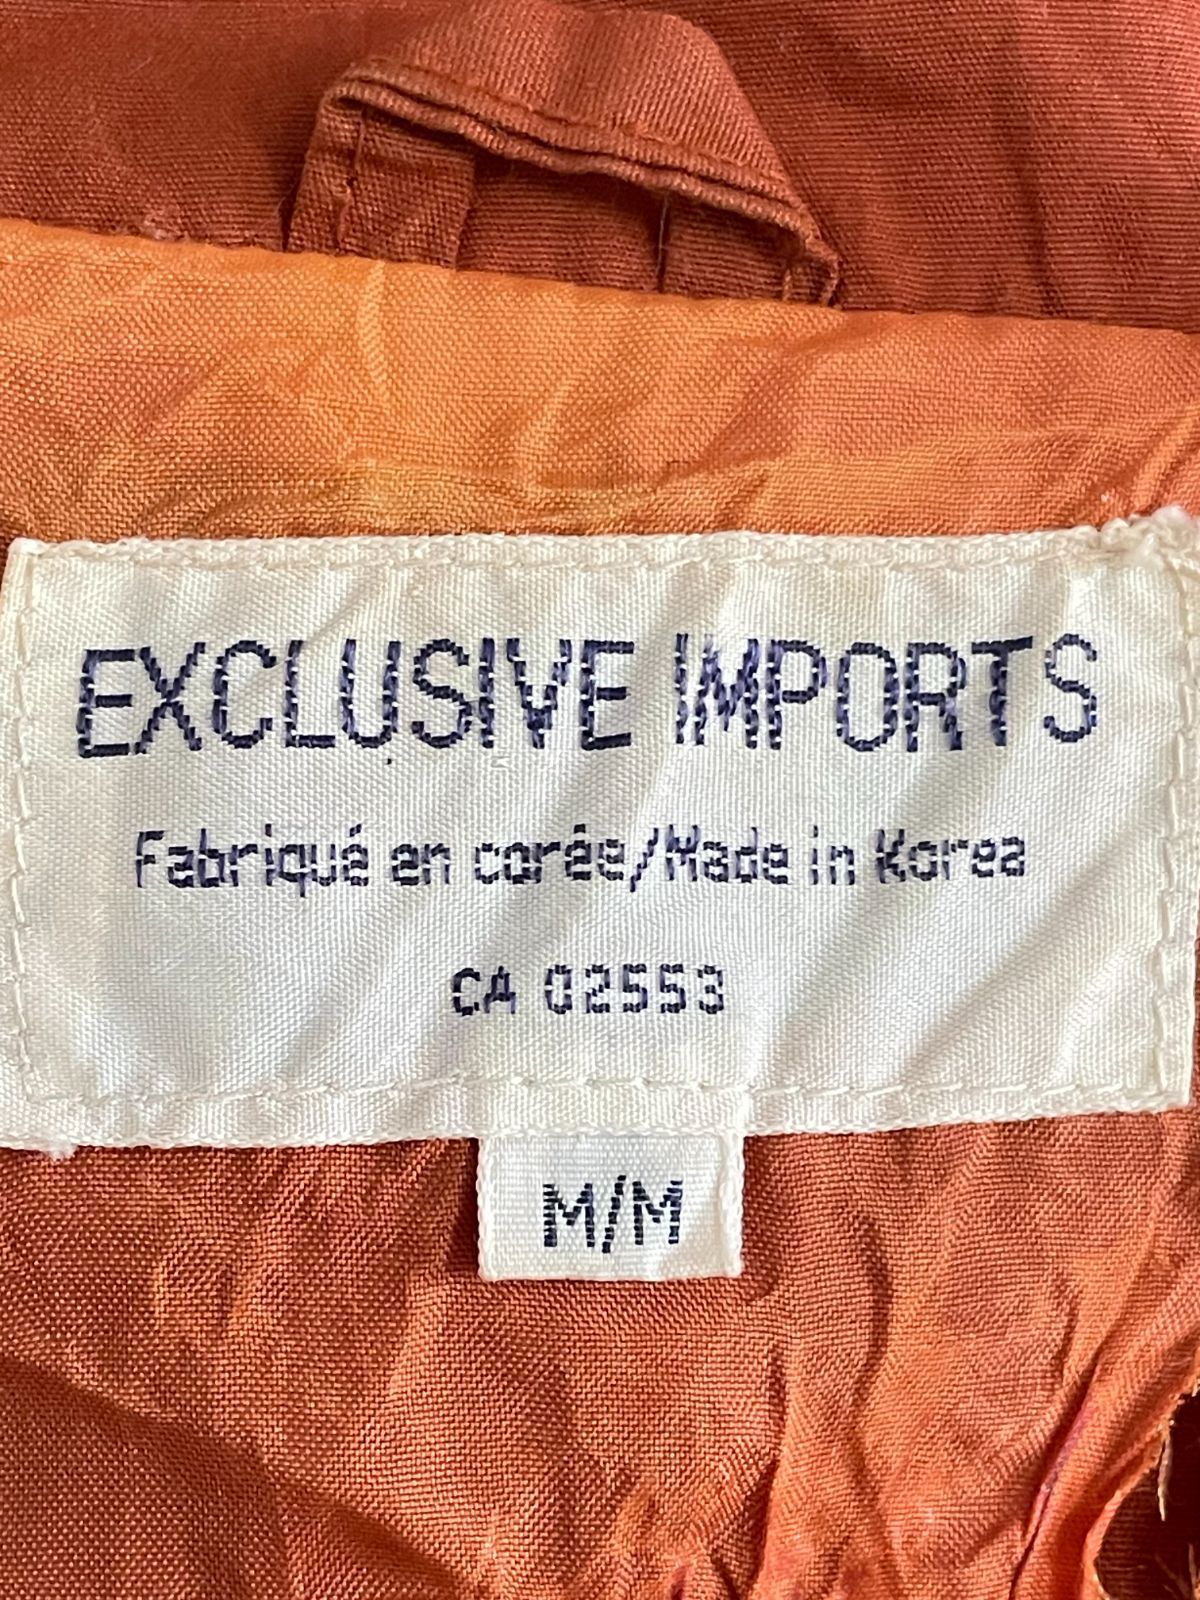 EXCLUSIVE IMPORTS
Fabriqué en corée/Made in Korea
CA 02553
M/M